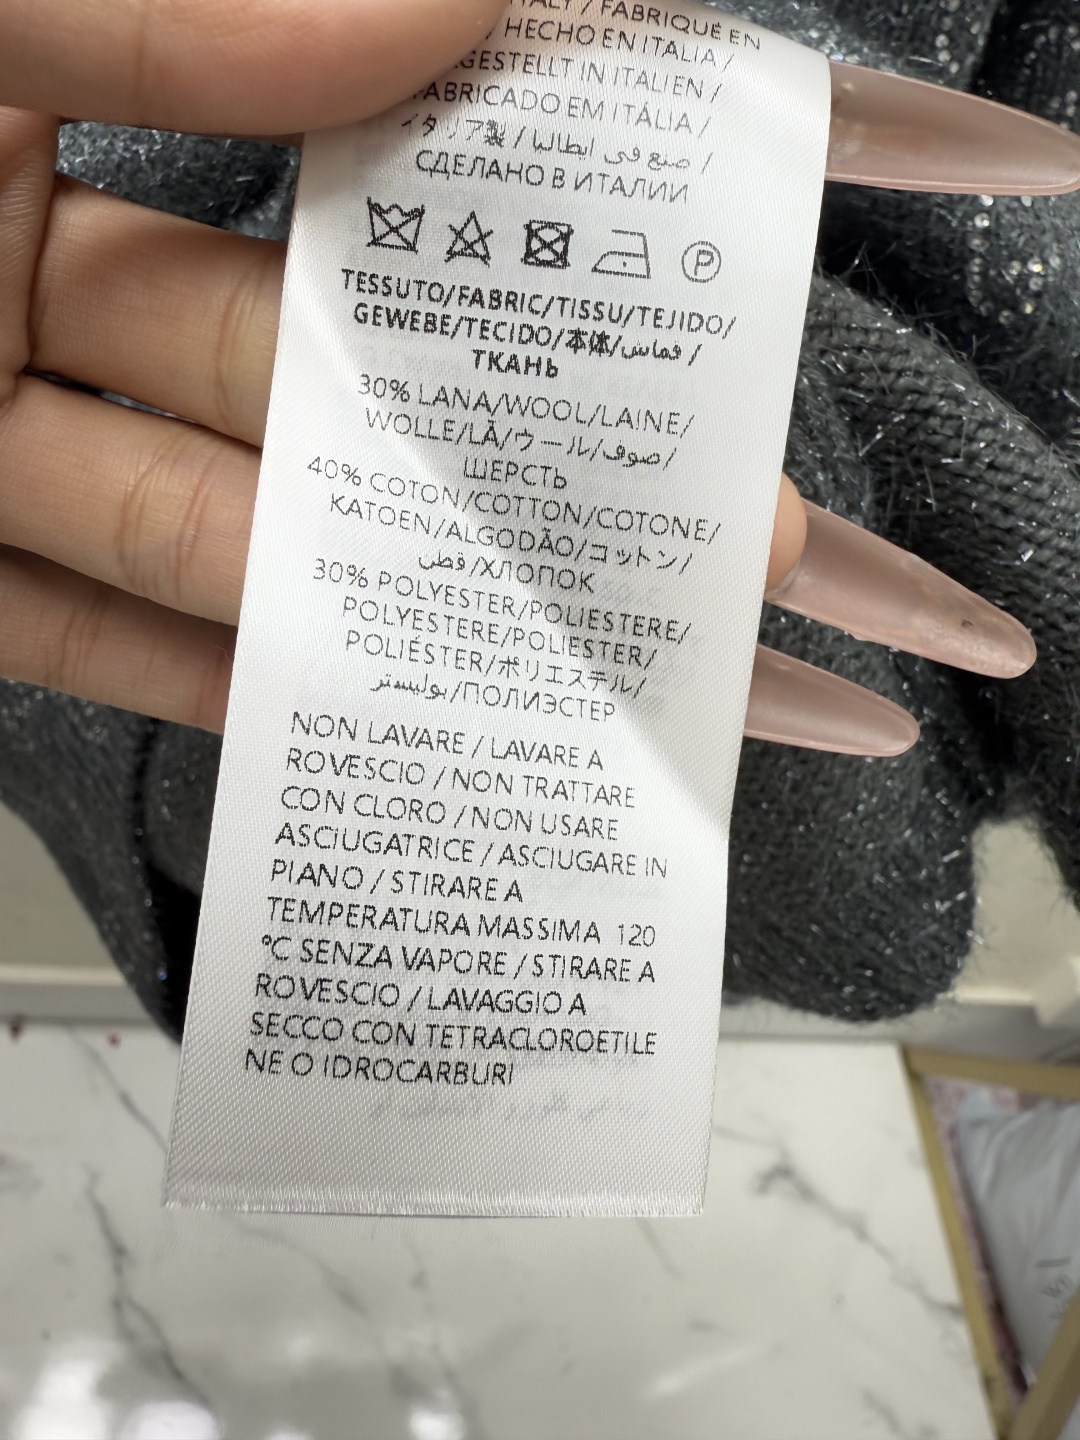 ITALY / FABRIQUÉ EN
/ HECHO EN ITALIA /
GESTELLT IN ITALIEN /
FABRICADO EM ITÁLIA /
イタリア製 / صنع في ايطاليا /
СДЕЛАНО В ИТАЛИИ
P
TESSUTO/FABRIC/TISSU/TEJIDO/
GEWEBE/TECIDO/本体/قماش /
ТКАНЬ
30% LANA/WOOL/LAINE/
WOLLE/LÃ/ウール/صوف/
ШЕРСТЬ
40% COTON/COTTON/COTONE/
KATOEN/ALGODÃO/コットン/
قطن /ХЛОПОК
30% POLYESTER/POLIESTERE/
POLYESTERE/POLIESTER/
POLIÉSTER/ポリエステル/
بوليستر/ПОЛИЭСТЕР
NON LAVARE / LAVARE A
ROVESCIO / NON TRATTARE
CON CLORO / NON USARE
ASCIUGATRICE / ASCIUGARE IN
PIANO / STIRARE A
TEMPERATURA MASSIMA 120
°C SENZA VAPORE / STIRARE A
ROVESCIO / LAVAGGIO A
SECCO CON TETRACLOROETILE
NE O IDROCARBURI